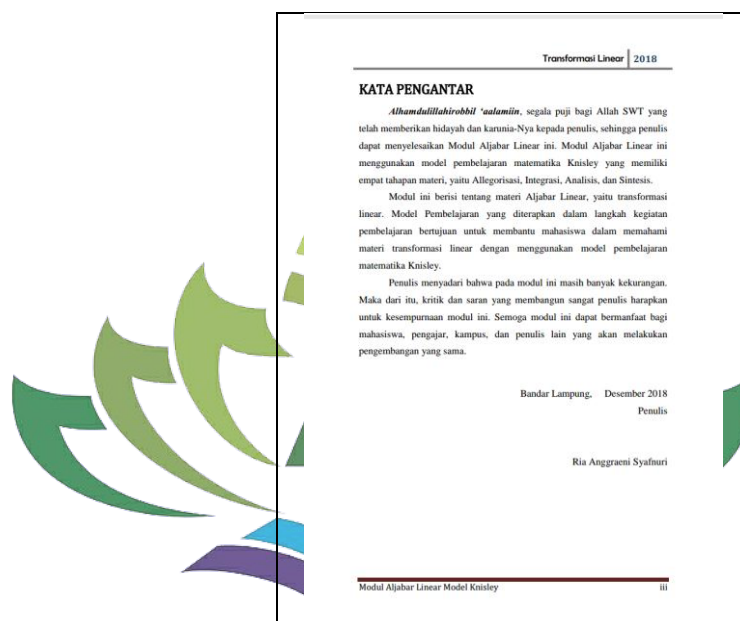 Transformasi Linear 2018
KATA PENGANTAR
Alhamdulillahirobbil ‘aalamiin, segala puji bagi Allah SWT yang
telah memberikan hidayah dan karunia-Nya kepada penulis, sehingga penulis
dapat menyelesaikan Modul Aljabar Linear ini. Modul Aljabar Linear ini
menggunakan model pembelajaran matematika Knisley yang memiliki
empat tahapan materi, yaitu Allegorisasi, Integrasi, Analisis, dan Sintesis.
Modul ini berisi tentang materi Aljabar Linear, yaitu transformasi
linear. Model Pembelajaran yang diterapkan dalam langkah kegiatan
pembelajaran bertujuan untuk membantu mahasiswa dalam memahami
materi transformasi linear dengan menggunakan model pembelajaran
matematika Knisley.
Penulis menyadari bahwa pada modul ini masih banyak kekurangan.
Maka dari itu, kritik dan saran yang membangun sangat penulis harapkan
untuk kesempurnaan modul ini. Semoga modul ini dapat bermanfaat bagi
mahasiswa, pengajar, kampus, dan penulis lain yang akan melakukan
pengembangan yang sama.
Bandar Lampung, Desember 2018
Penulis
Ria Anggraeni Syafnuri
Modul Aljabar Linear Model Knisley iii